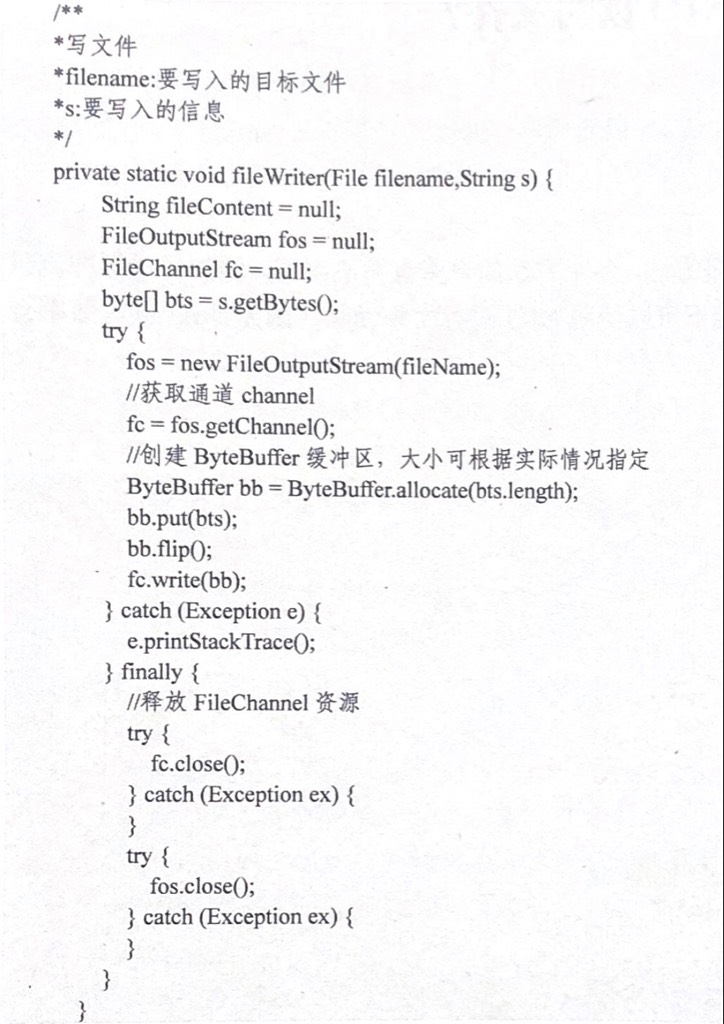 /**
*写文件
*filename:要写入的目标文件
*s:要写入的信息
*/
private static void fileWriter(File filename,String s) {
String fileContent = null;
FileOutputStream fos = null;
FileChannel fc = null;
byte[] bts = s.getBytes();
try {
fos = new FileOutputStream(fileName);
//获取通道 channel
fc = fos.getChannel();
//创建 ByteBuffer 缓冲区，大小可根据实际情况指定
ByteBuffer bb = ByteBuffer.allocate(bts.length);
bb.put(bts);
bb.flip();
fc.write(bb);
} catch (Exception e) {
e.printStackTrace();
} finally {
//释放 FileChannel 资源
try {
fc.close();
} catch (Exception ex) {
}
try {
fos.close();
} catch (Exception ex) {
}
}
}